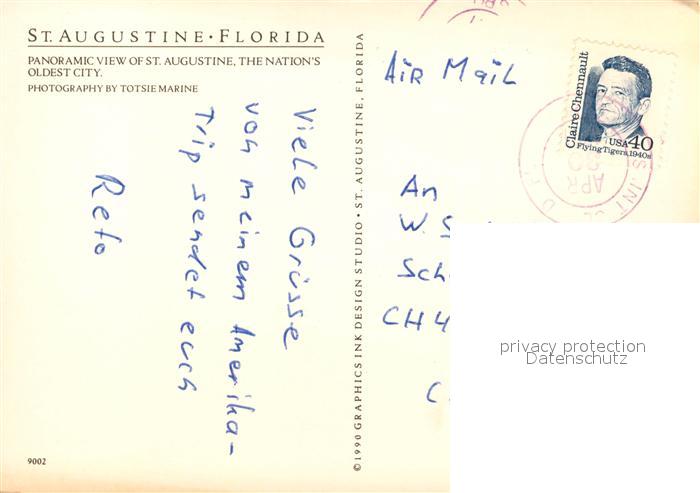 ST. AUGUSTINE • FLORIDA
PANORAMIC VIEW OF ST. AUGUSTINE, THE NATION'S
OLDEST CITY.
PHOTOGRAPHY BY TOTSIE MARINE
Viele Grüsse
von meinem Amerika-
Trip sendet euch
Reto
9002
© 1990 GRAPHICS INK DESIGN STUDIO • ST. AUGUSTINE, FLORIDA
Air Mail
Claire Chennault
USA 40
Flying Tigers, 1940s
APR
30
INT
An
W. S
Sch
CH 4
C
privacy protection
Datenschutz